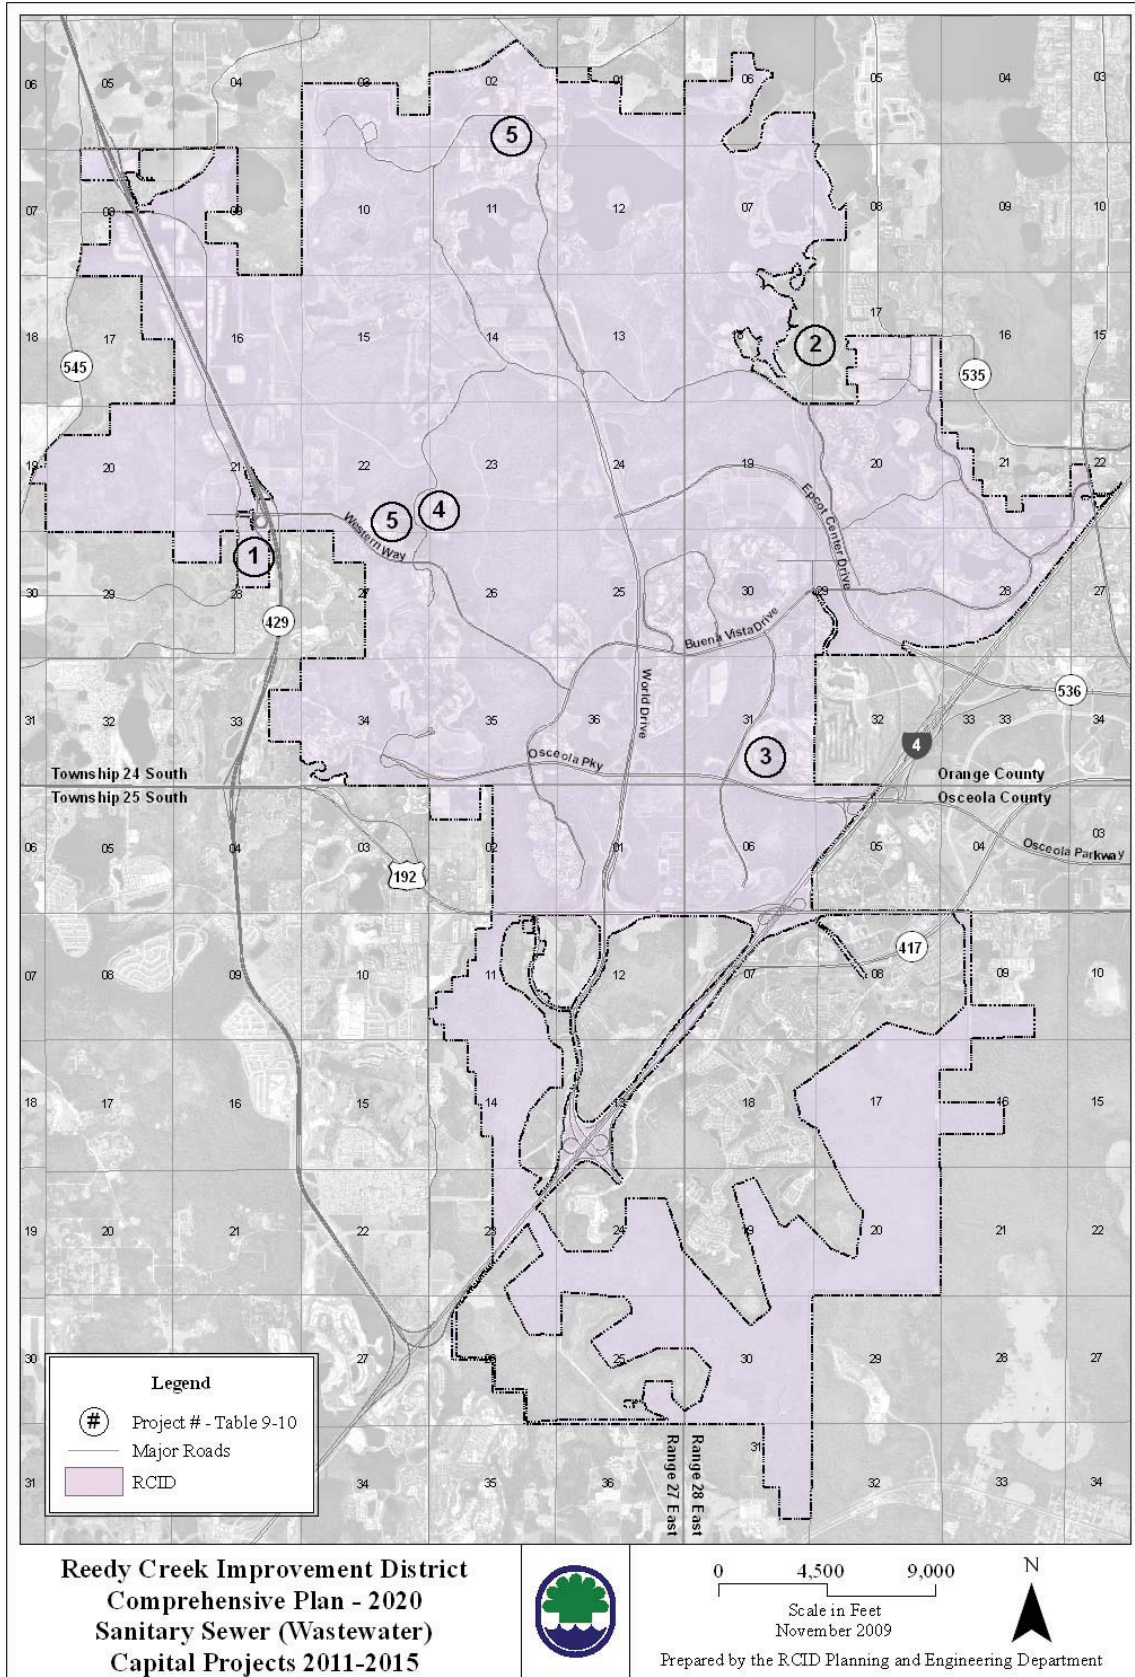 06 05 04 03 02 01 06 05 04 03
5
07 08 09 10 11 12 07 08 09 10
18 17 16 15 14 13 18 17 16 15
545
2
535
19 20 21 22 23 24 19 20 21 22
Epcot Center Drive
5 4
Western Way
1
30 29 28 27 26 25 30 29 28 27
429
Buena Vista Drive
World Drive
536
31 32 33 34 35 36 31 32 33 33 34
4
Osceola Pky
3
Township 24 South
Orange County
Township 25 South
Osceola County
06 05 04 03 02 01 06 05 04 03
Osceola Parkway
192
417
07 08 09 10 11 12 07 08 09 10
18 17 16 15 14 13 17 16 15
19 20 21 22 23 24 19 20 21 22
30 27 26 25 30 29 28 27
31 34 35 36 31 32 33 34
Range 27 East
Range 28 East
Legend
# Project # - Table 9-10
Major Roads
RCID
Reedy Creek Improvement District
Comprehensive Plan - 2020
Sanitary Sewer (Wastewater)
Capital Projects 2011-2015
0 4,500 9,000
Scale in Feet
November 2009
N
Prepared by the RCID Planning and Engineering Department